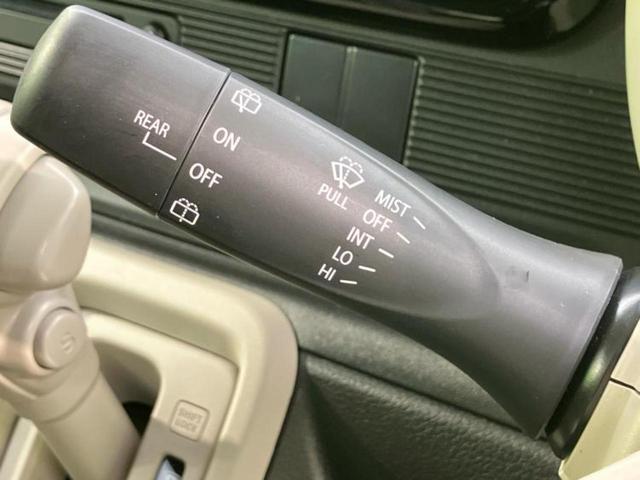 REAR
ON
OFF
PULL
MIST
OFF
INT
LO
HI
S
SHIFT
LOCK